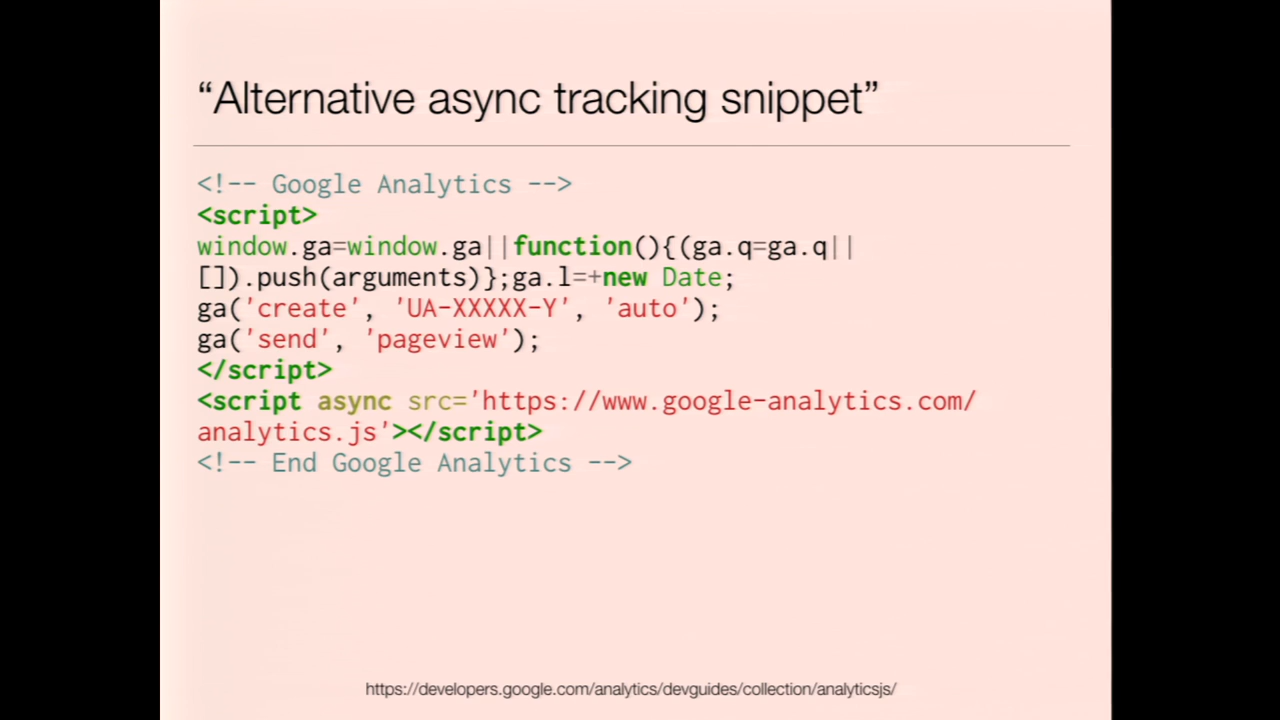 “Alternative async tracking snippet”
<!-- Google Analytics -->
<script>
window.ga=window.ga||function(){(ga.q=ga.q||
[]).push(arguments)};ga.l=+new Date;
ga('create', 'UA-XXXXX-Y', 'auto');
ga('send', 'pageview');
</script>
<script async src='https://www.google-analytics.com/
analytics.js'></script>
<!-- End Google Analytics -->
https://developers.google.com/analytics/devguides/collection/analyticsjs/